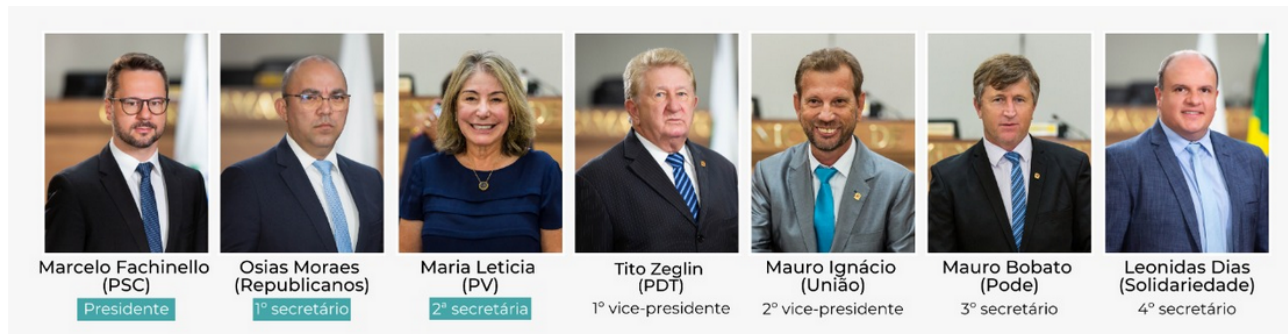 Marcelo Fachinello
(PSC)
Presidente
Osias Moraes
(Republicanos)
1º secretário
Maria Leticia
(PV)
2ª secretária
Tito Zeglin
(PDT)
1º vice-presidente
Mauro Ignácio
(União)
2º vice-presidente
Mauro Bobato
(Pode)
3º secretário
Leonidas Dias
(Solidariedade)
4º secretário